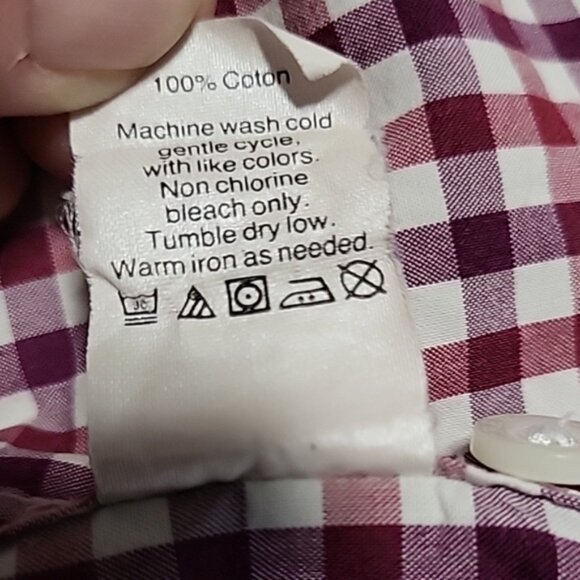 100% Coton
Machine wash cold
gentle cycle,
with like colors.
Non chlorine
bleach only.
Tumble dry low.
Warm iron as needed.